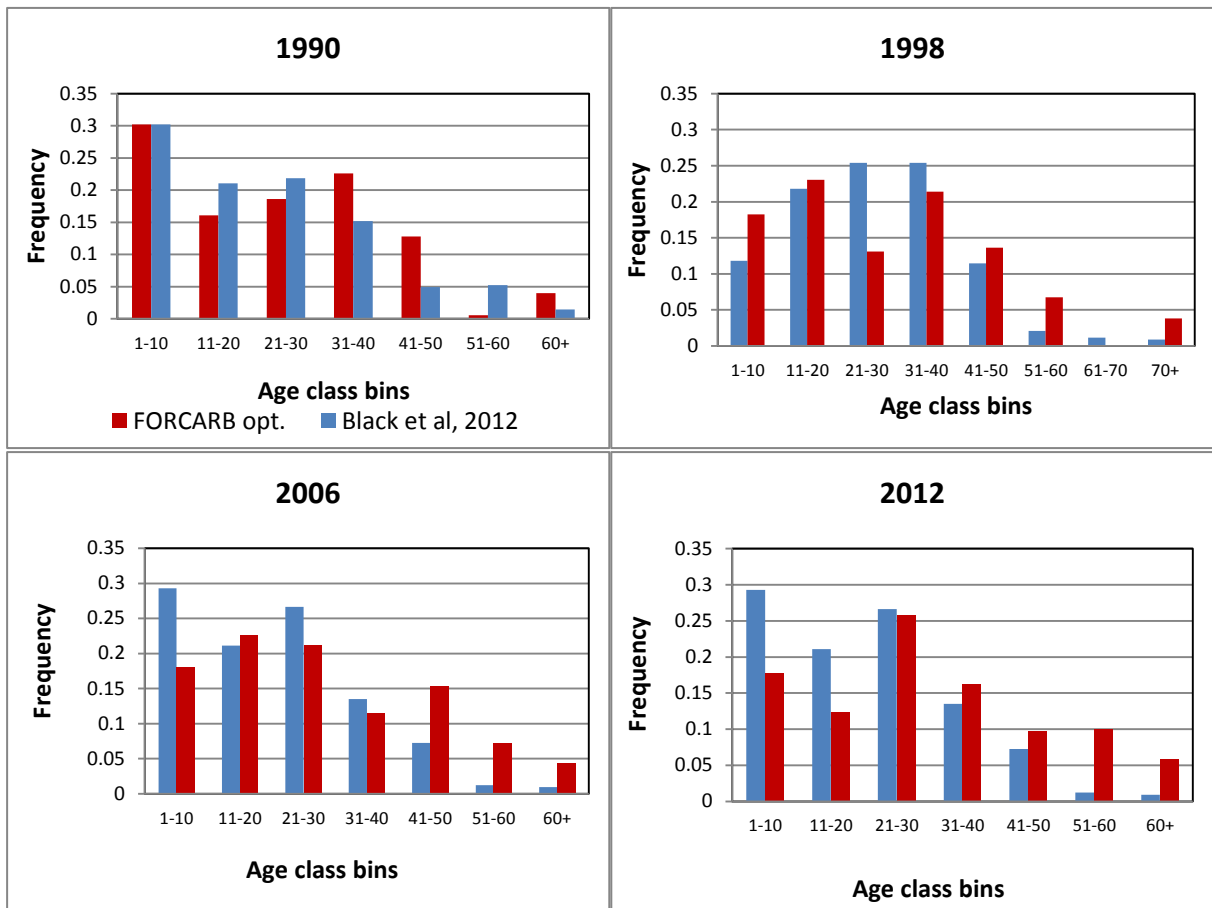 1990
0.35
0.3
0.25
0.2
0.15
0.1
0.05
0
Frequency
1-10 11-20 21-30 31-40 41-50 51-60 60+
Age class bins
FORCARB opt. Black et al, 2012
1998
0.35
0.3
0.25
0.2
0.15
0.1
0.05
0
Frequency
1-10 11-20 21-30 31-40 41-50 51-60 61-70 70+
Age class bins
2006
0.35
0.3
0.25
0.2
0.15
0.1
0.05
0
Frequency
1-10 11-20 21-30 31-40 41-50 51-60 60+
Age class bins
2012
0.35
0.3
0.25
0.2
0.15
0.1
0.05
0
Frequency
1-10 11-20 21-30 31-40 41-50 51-60 60+
Age class bins